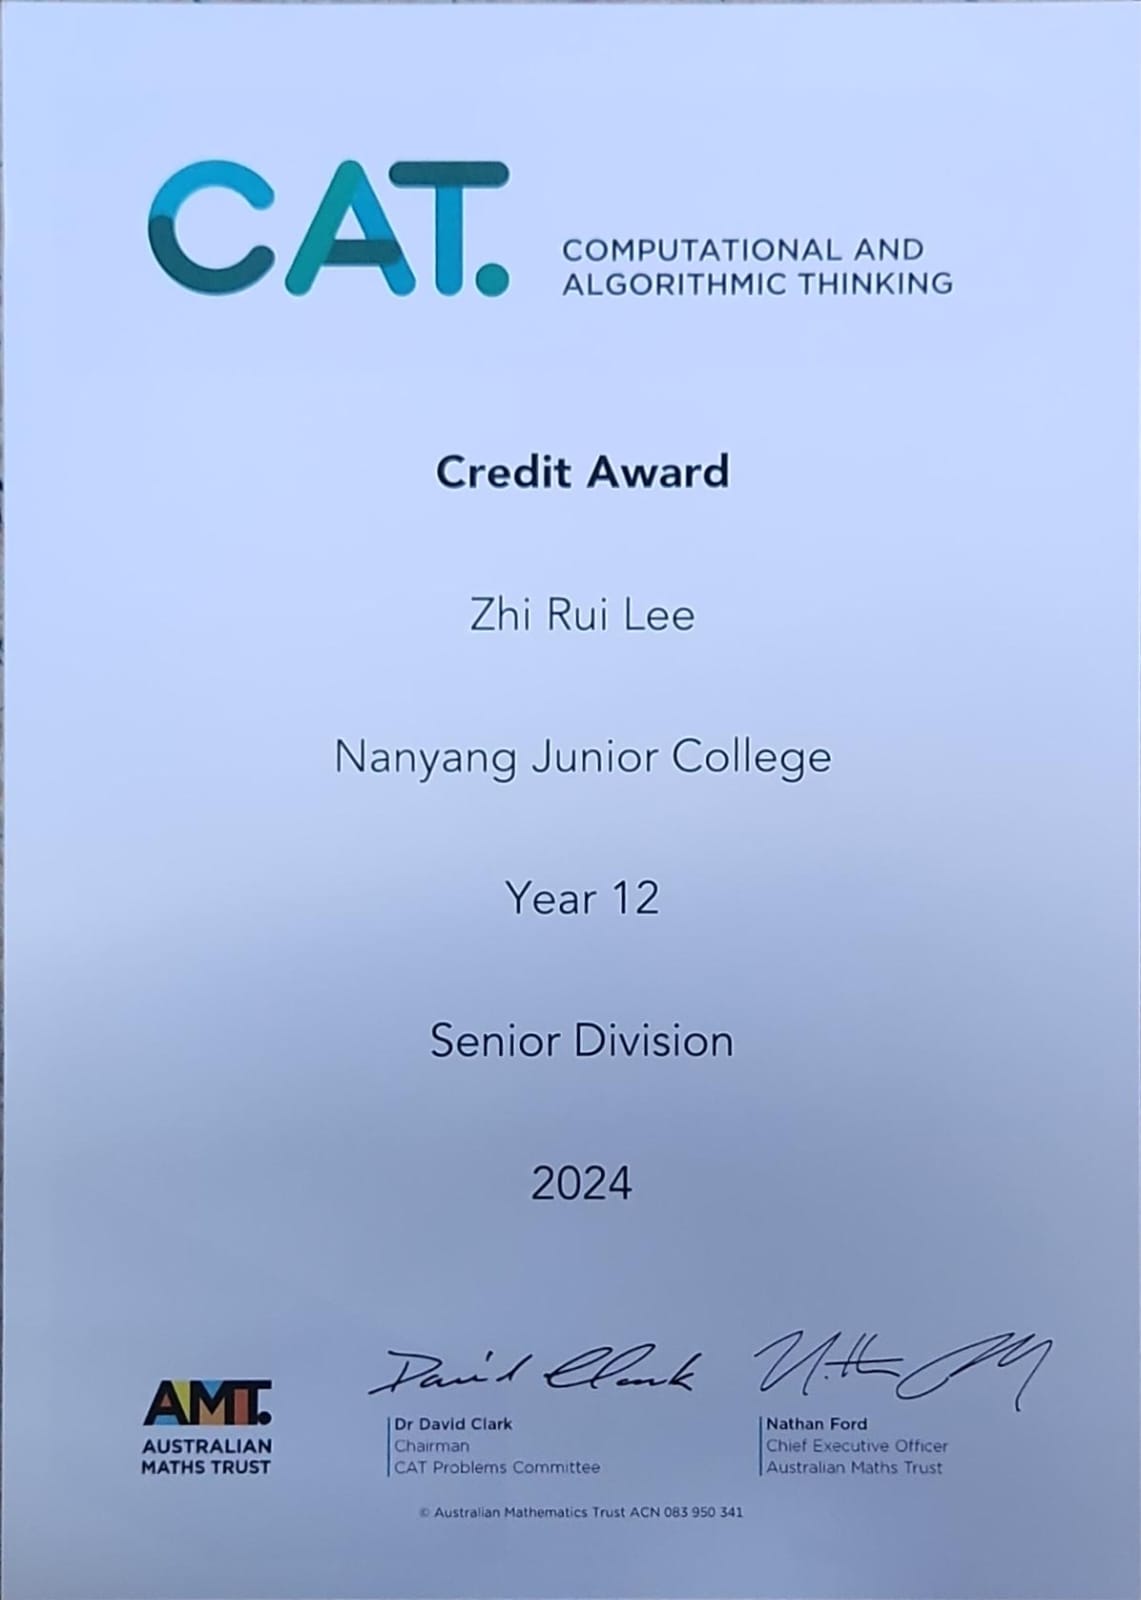 CAT.
COMPUTATIONAL AND
ALGORITHMIC THINKING
Credit Award
Zhi Rui Lee
Nanyang Junior College
Year 12
Senior Division
2024
AMT.
AUSTRALIAN
MATHS TRUST
David Clark
Dr David Clark
Chairman
CAT Problems Committee
Nathan Ford
Chief Executive Officer
Australian Maths Trust
© Australian Mathematics Trust ACN 083 950 341